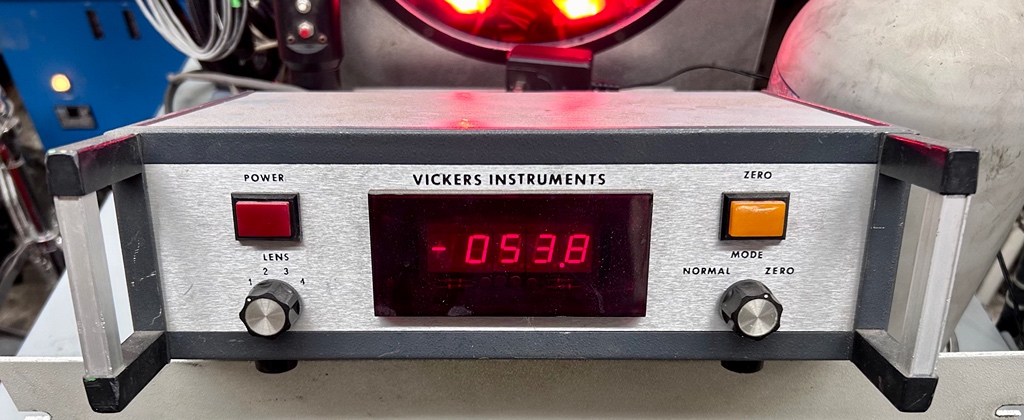 POWER
VICKERS INSTRUMENTS
ZERO
- 053.8
LENS
2 3
1 4
MODE
NORMAL ZERO